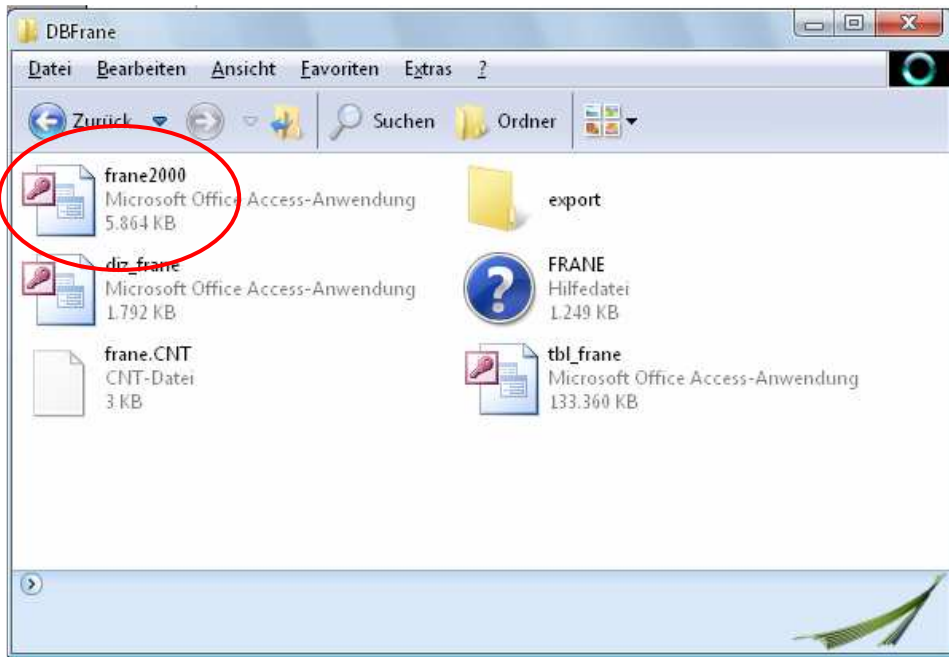 DBFrane
Datei Bearbeiten Ansicht Favoriten Extras ?
Zurück Suchen Ordner
frane2000
Microsoft Office Access-Anwendung
5.864 KB
export
diz_frane
Microsoft Office Access-Anwendung
1.792 KB
FRANE
Hilfedatei
1.249 KB
frane.CNT
CNT-Datei
3 KB
tbl_frane
Microsoft Office Access-Anwendung
133.360 KB